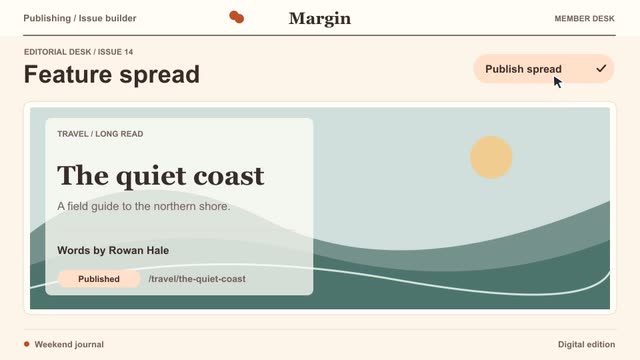 Publishing / Issue builder
Margin
MEMBER DESK
EDITORIAL DESK / ISSUE 14
Feature spread
Publish spread
TRAVEL / LONG READ
The quiet coast
A field guide to the northern shore.
Words by Rowan Hale
Published
/travel/the-quiet-coast
Weekend journal
Digital edition